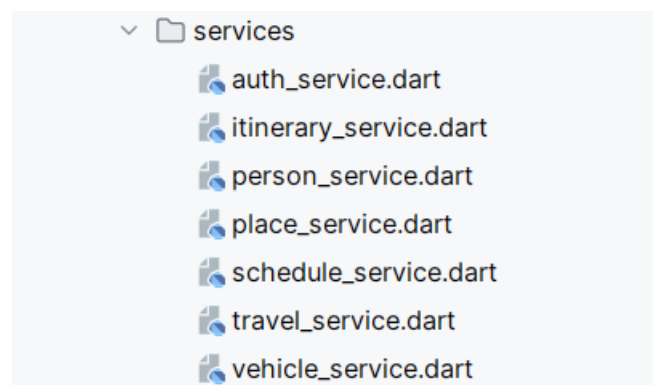 services
auth_service.dart
itinerary_service.dart
person_service.dart
place_service.dart
schedule_service.dart
travel_service.dart
vehicle_service.dart